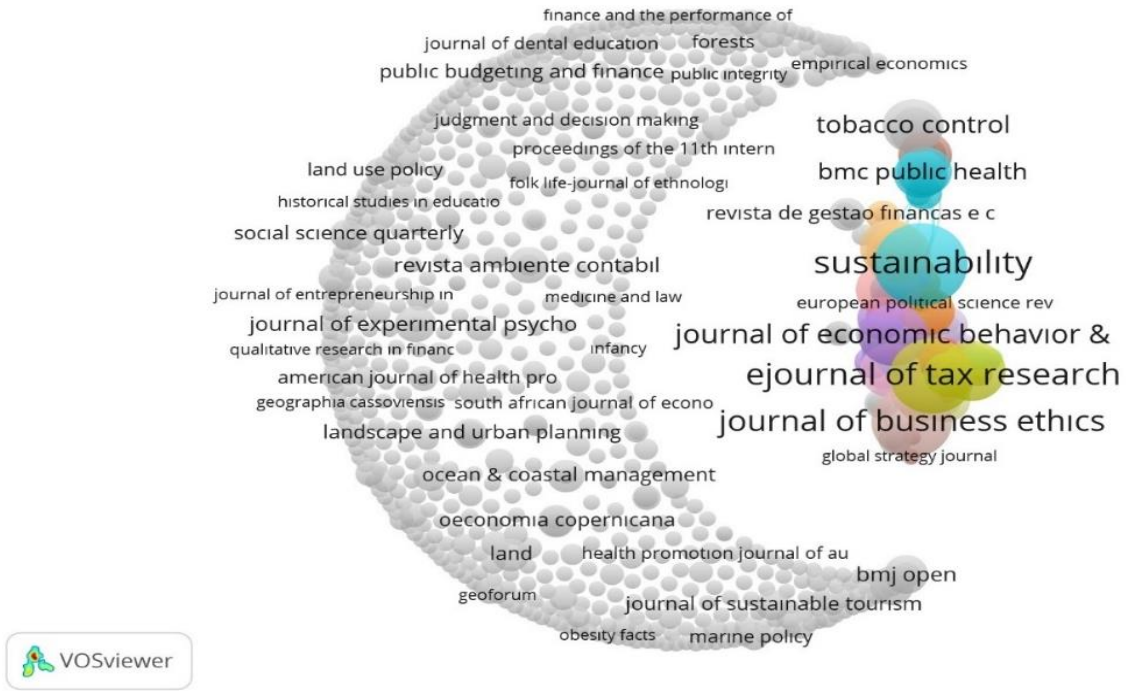 finance and the performance of
journal of dental education
forests
public budgeting and finance
public integrity
empirical economics
judgment and decision making
tobacco control
proceedings of the 11th intern
land use policy
bmc public health
folk life-journal of ethnologi
historical studies in educatio
revista de gestao financas e c
social science quarterly
revista ambiente contabil
sustainability
journal of entrepreneurship in
medicine and law
european political science rev
journal of experimental psycho
journal of economic behavior &
qualitative research in financ
infancy
american journal of health pro
ejournal of tax research
geographia cassoviensis
south african journal of econo
landscape and urban planning
journal of business ethics
global strategy journal
ocean & coastal management
oeconomia copernicana
land
health promotion journal of au
bmj open
geoforum
journal of sustainable tourism
obesity facts
marine policy
VOSviewer